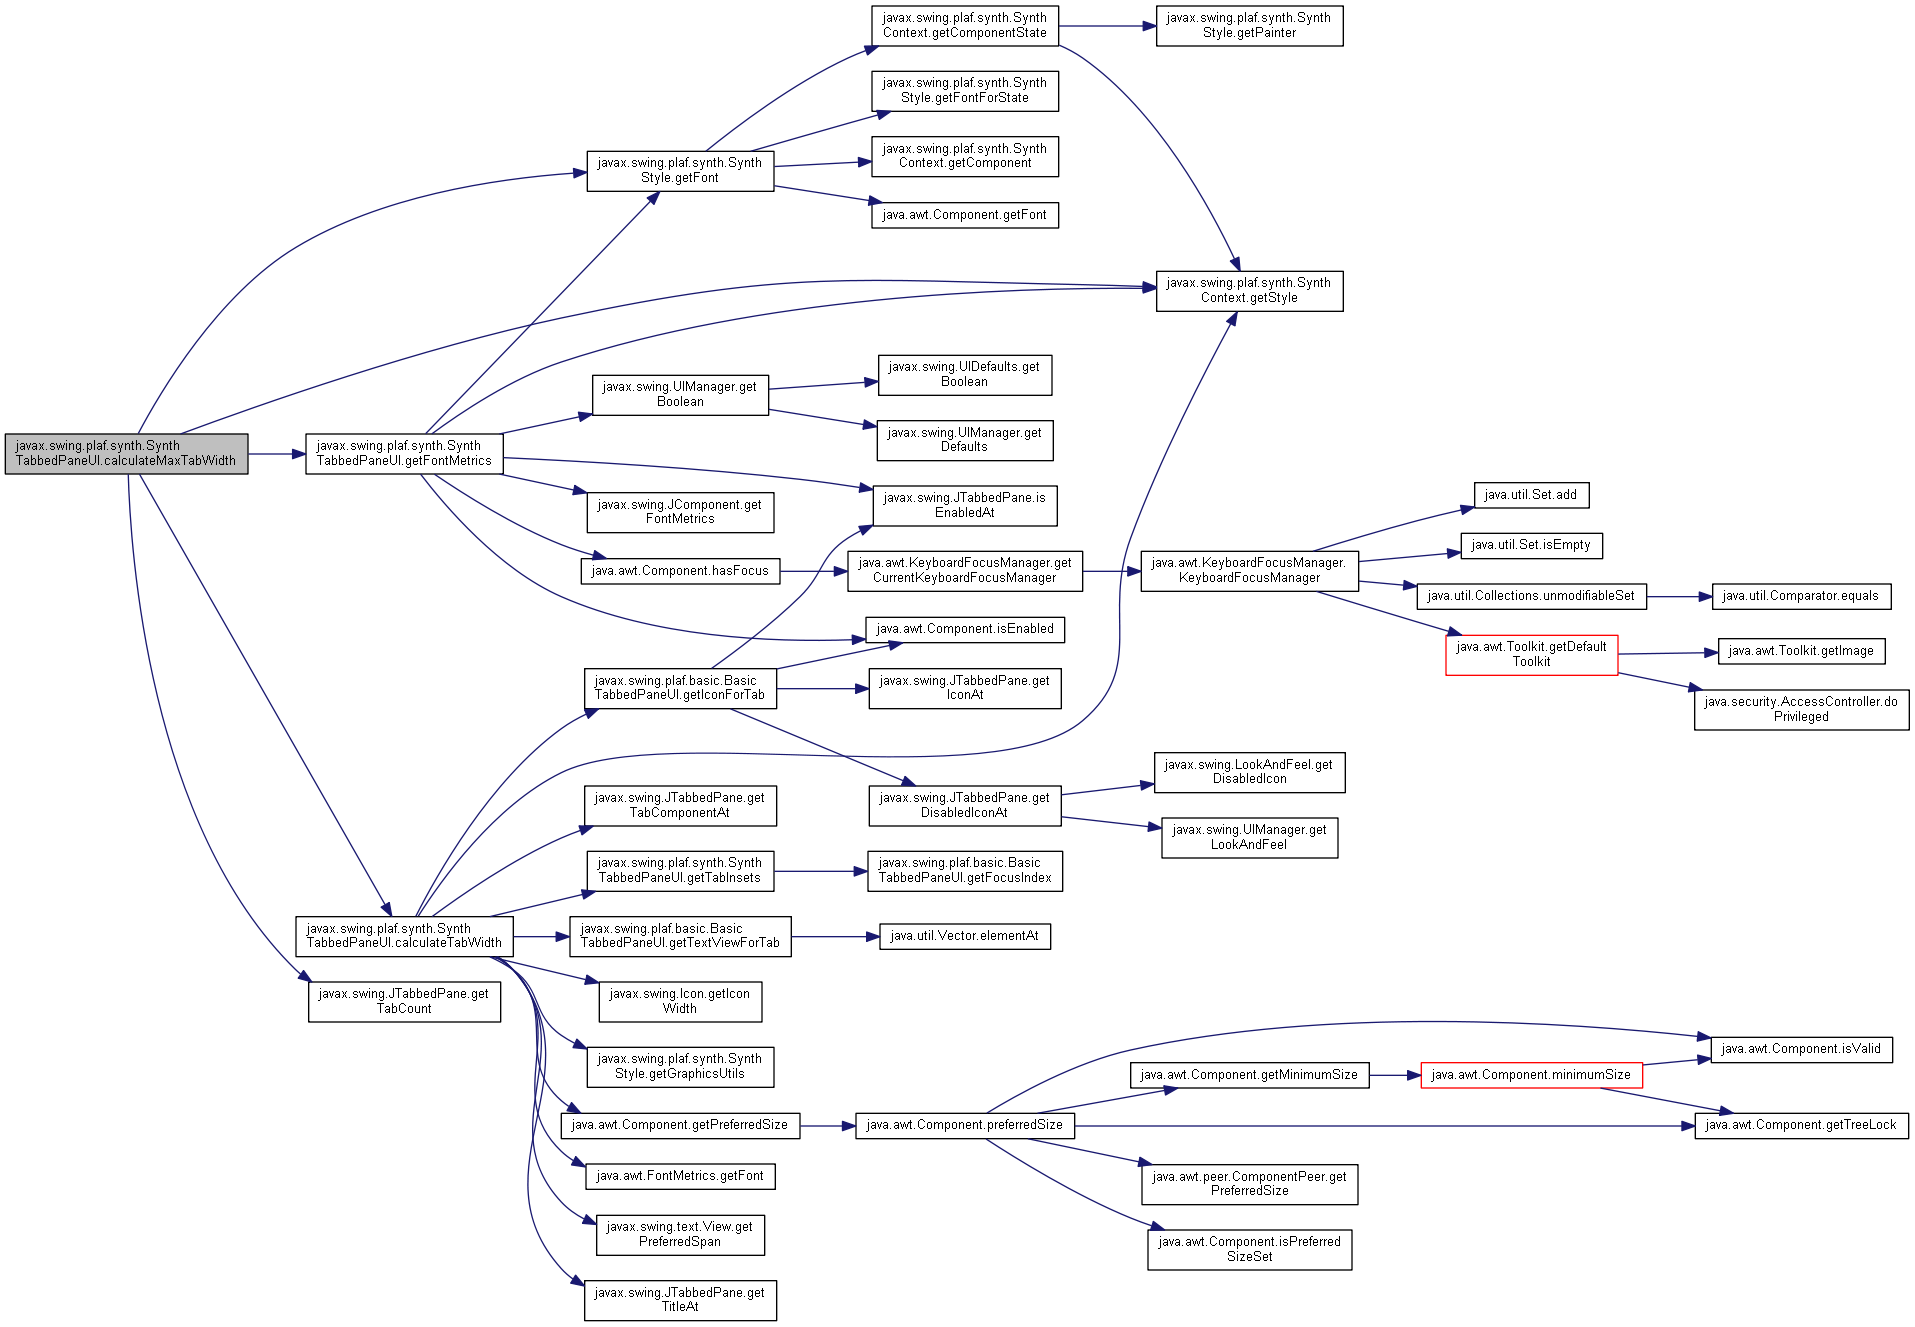 javax.swing.plaf.synth.Synth
Context.getComponentState
javax.swing.plaf.synth.Synth
Style.getPainter
javax.swing.plaf.synth.Synth
Style.getFontForState
javax.swing.plaf.synth.Synth
Context.getComponent
javax.swing.plaf.synth.Synth
Style.getFont
java.awt.Component.getFont
javax.swing.plaf.synth.Synth
Context.getStyle
javax.swing.UIManager.get
Boolean
javax.swing.UIDefaults.get
Boolean
javax.swing.UIManager.get
Defaults
javax.swing.plaf.synth.Synth
TabbedPaneUI.calculateMaxTabWidth
javax.swing.plaf.synth.Synth
TabbedPaneUI.getFontMetrics
javax.swing.JComponent.get
FontMetrics
javax.swing.JTabbedPane.is
EnabledAt
java.awt.Component.hasFocus
java.awt.KeyboardFocusManager.get
CurrentKeyboardFocusManager
java.awt.KeyboardFocusManager.
KeyboardFocusManager
java.util.Set.add
java.util.Set.isEmpty
java.util.Collections.unmodifiableSet
java.util.Comparator.equals
java.awt.Toolkit.getDefault
Toolkit
java.awt.Toolkit.getImage
java.security.AccessController.do
Privileged
java.awt.Component.isEnabled
javax.swing.plaf.basic.Basic
TabbedPaneUI.getIconForTab
javax.swing.JTabbedPane.get
IconAt
javax.swing.JTabbedPane.get
DisabledIconAt
javax.swing.LookAndFeel.get
DisabledIcon
javax.swing.UIManager.get
LookAndFeel
javax.swing.JTabbedPane.get
TabComponentAt
javax.swing.plaf.synth.Synth
TabbedPaneUI.getTabInsets
javax.swing.plaf.basic.Basic
TabbedPaneUI.getFocusIndex
javax.swing.plaf.synth.Synth
TabbedPaneUI.calculateTabWidth
javax.swing.plaf.basic.Basic
TabbedPaneUI.getTextViewForTab
java.util.Vector.elementAt
javax.swing.JTabbedPane.get
TabCount
javax.swing.Icon.getIcon
Width
javax.swing.plaf.synth.Synth
Style.getGraphicsUtils
java.awt.Component.getPreferredSize
java.awt.Component.preferredSize
java.awt.Component.getMinimumSize
java.awt.Component.minimumSize
java.awt.Component.isValid
java.awt.Component.getTreeLock
java.awt.peer.ComponentPeer.get
PreferredSize
java.awt.Component.isPreferred
SizeSet
java.awt.FontMetrics.getFont
javax.swing.text.View.get
PreferredSpan
javax.swing.JTabbedPane.get
TitleAt